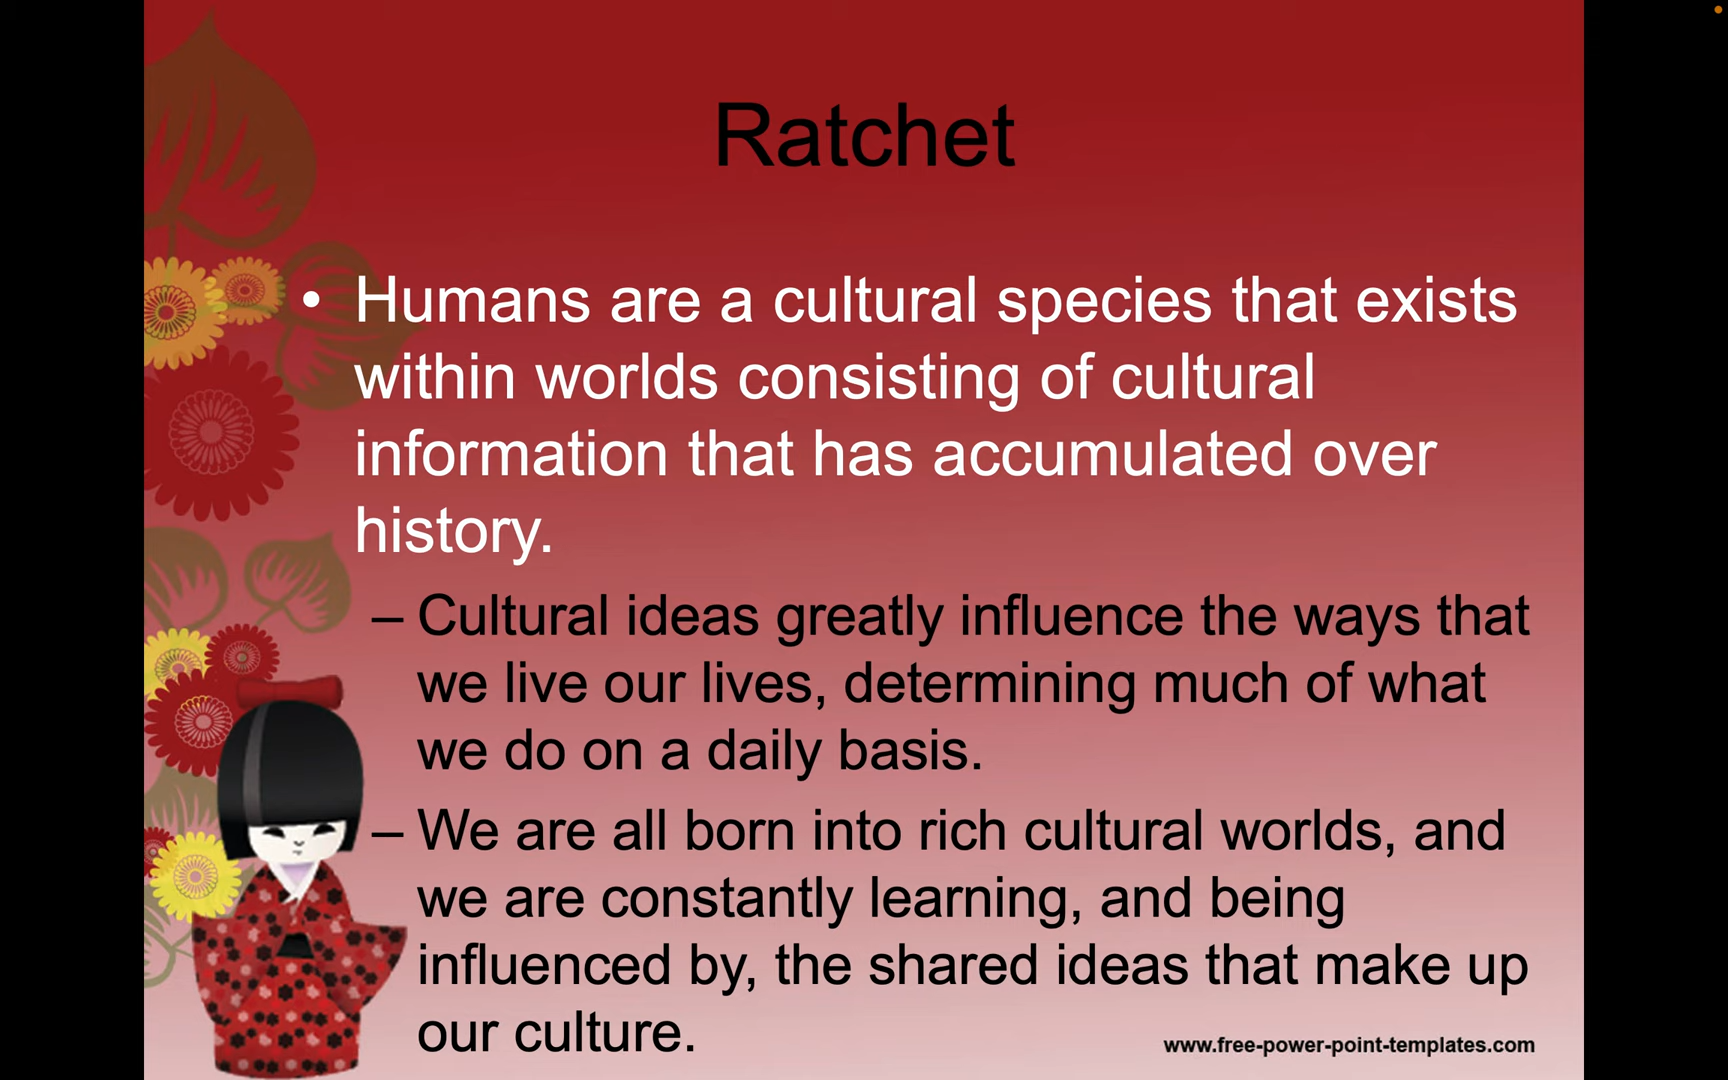 Ratchet
• Humans are a cultural species that exists
within worlds consisting of cultural
information that has accumulated over
history.
– Cultural ideas greatly influence the ways that
we live our lives, determining much of what
we do on a daily basis.
– We are all born into rich cultural worlds, and
we are constantly learning, and being
influenced by, the shared ideas that make up
our culture.
www.free-power-point-templates.com